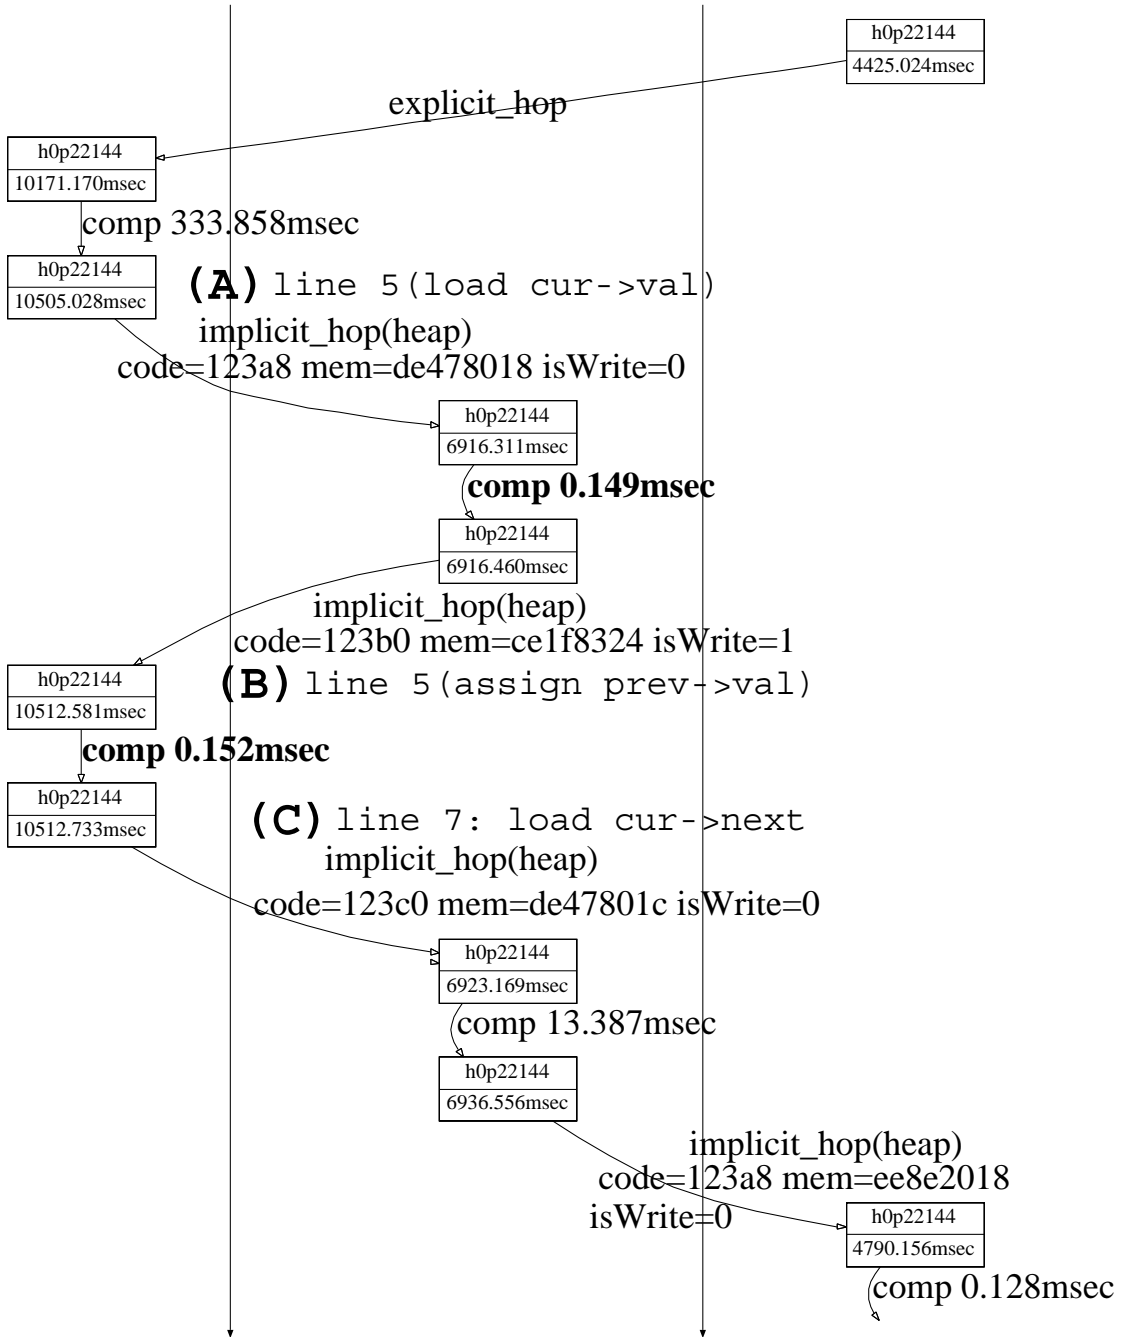 h0p22144
4425.024msec
explicit_hop
h0p22144
10171.170msec
comp 333.858msec
h0p22144
10505.028msec
(A) line 5(load cur->val)
implicit_hop(heap)
code=123a8 mem=de478018 isWrite=0
h0p22144
6916.311msec
comp 0.149msec
h0p22144
6916.460msec
implicit_hop(heap)
code=123b0 mem=ce1f8324 isWrite=1
h0p22144
10512.581msec
(B) line 5(assign prev->val)
comp 0.152msec
h0p22144
10512.733msec
(C) line 7: load cur->next
implicit_hop(heap)
code=123c0 mem=de47801c isWrite=0
h0p22144
6923.169msec
comp 13.387msec
h0p22144
6936.556msec
implicit_hop(heap)
code=123a8 mem=ee8e2018
isWrite=0
h0p22144
4790.156msec
comp 0.128msec